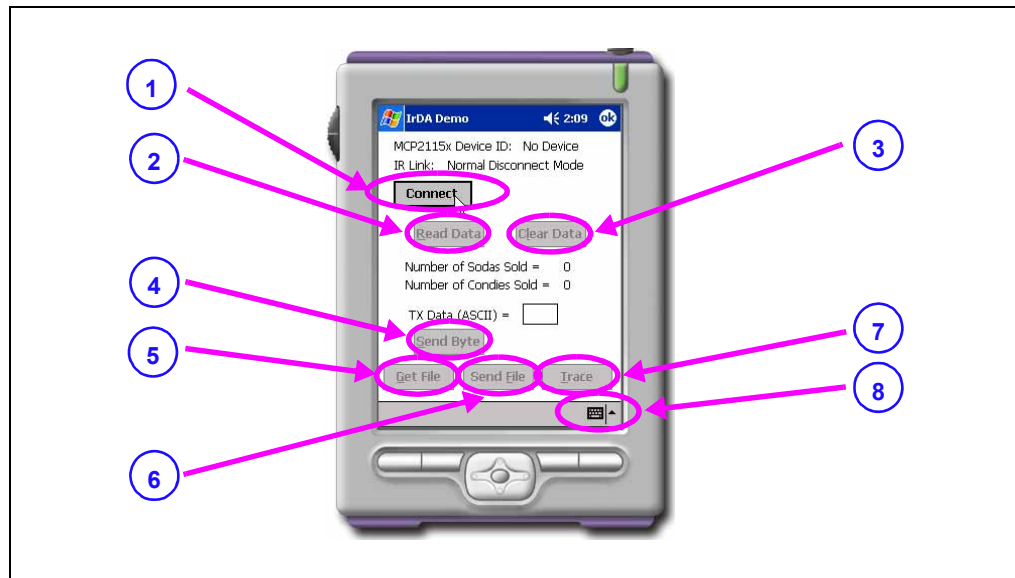 IrDA Demo 2:09 ok
MCP2115x Device ID: No Device
IR Link: Normal Disconnect Mode
Connect
Read Data Clear Data
Number of Sodas Sold = 0
Number of Condies Sold = 0
TX Data (ASCII) =
Send Byte
Get File Send File Trace
1
2
3
4
5
6
7
8